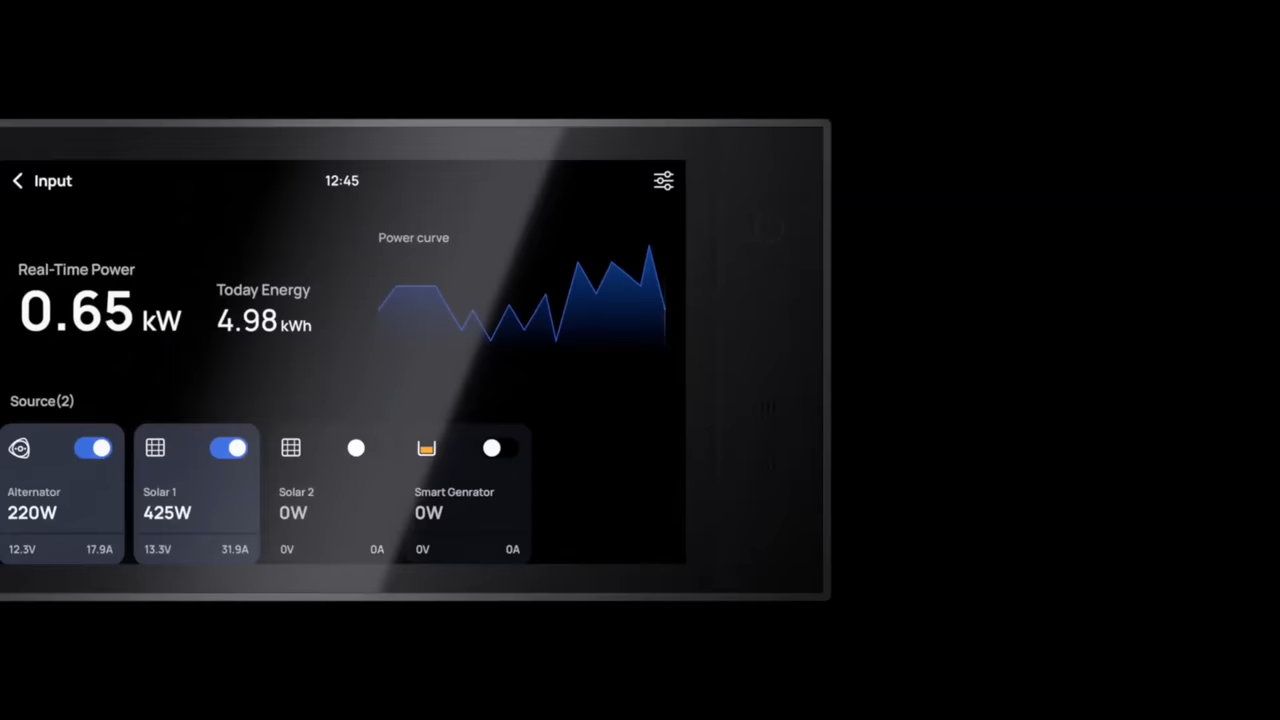 Input
12:45
Power curve
Real-Time Power
0.65 kW
Today Energy
4.98 kWh
Source(2)
Alternator
220W
12.3V 17.9A
Solar 1
425W
13.3V 31.9A
Solar 2
0W
0V 0A
Smart Genrator
0W
0V 0A